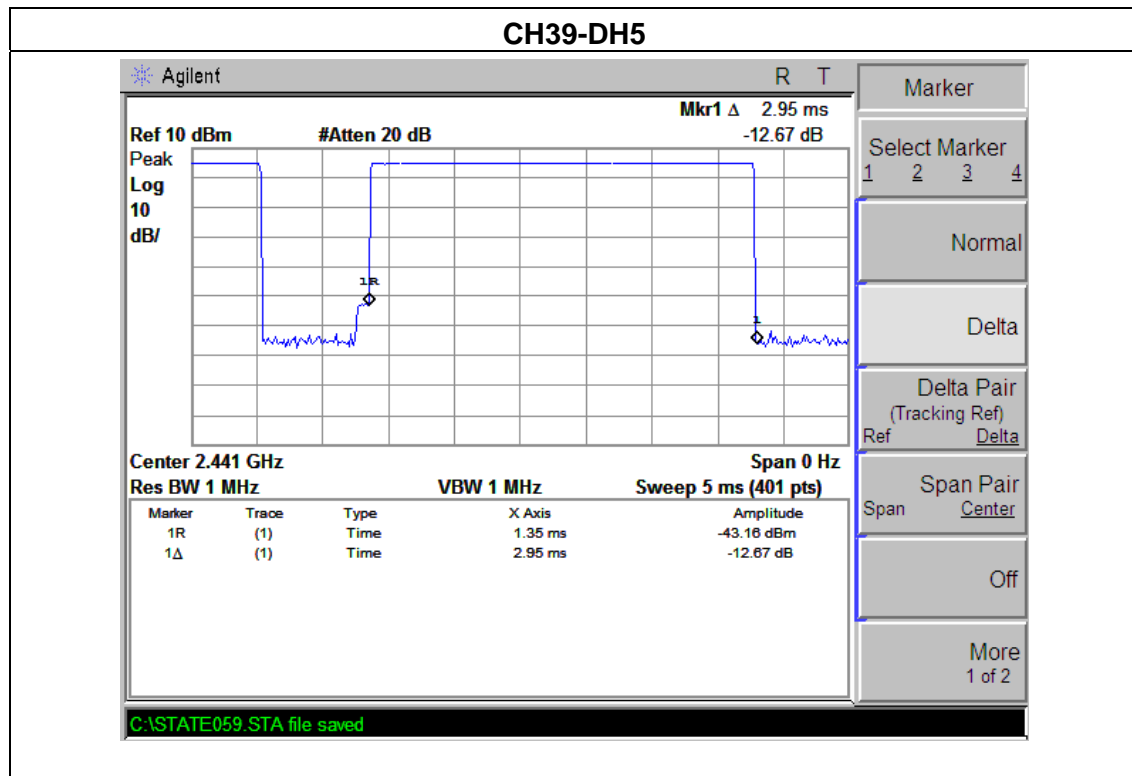 CH39-DH5
Agilent R T
Mkr1 Δ 2.95 ms
Ref 10 dBm #Atten 20 dB -12.67 dB
Peak
Log
10
dB/
1R
1
Center 2.441 GHz Span 0 Hz
Res BW 1 MHz VBW 1 MHz Sweep 5 ms (401 pts)
Marker Trace Type X Axis Amplitude
1R (1) Time 1.35 ms -43.16 dBm
1Δ (1) Time 2.95 ms -12.67 dB
C:\STATE059.STA file saved
Marker
Select Marker
1 2 3 4
Normal
Delta
Delta Pair
(Tracking Ref)
Ref Delta
Span Pair
Span Center
Off
More
1 of 2